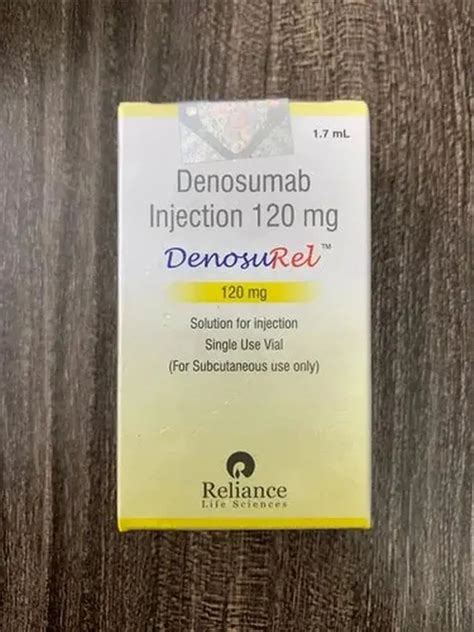 1.7 mL
Denosumab
Injection 120 mg
DenosuRel™
120 mg
Solution for injection
Single Use Vial
(For Subcutaneous use only)
Reliance
Life Sciences